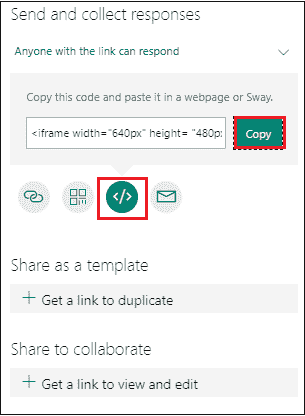 Send and collect responses
Anyone with the link can respond
Copy this code and paste it in a webpage or Sway.
<iframe width="640px" height= "480px
Copy
</>
Share as a template
+ Get a link to duplicate
Share to collaborate
+ Get a link to view and edit